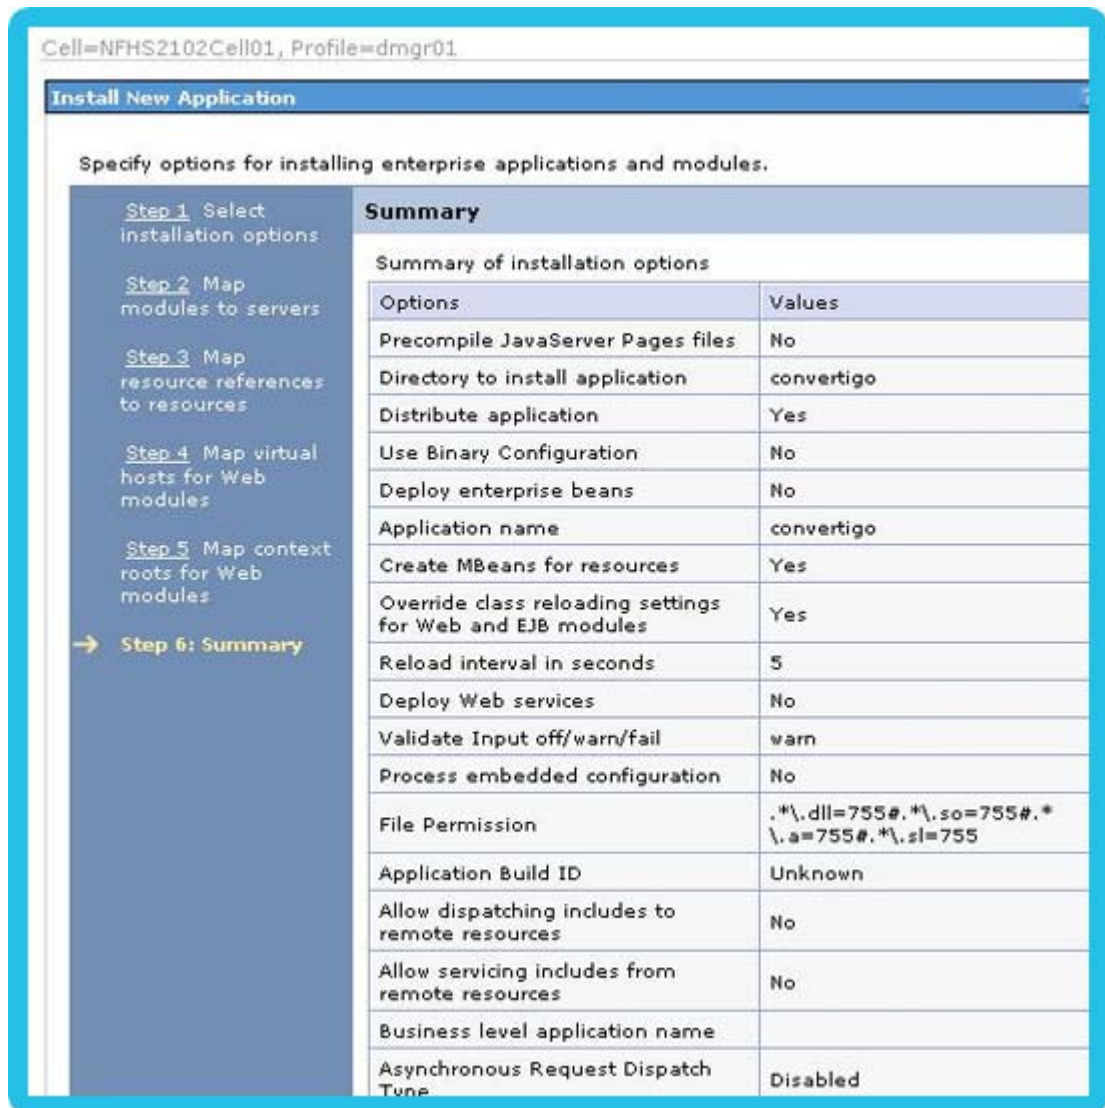 Cell=NFHS2102Cell01, Profile=dmgr01
Install New Application
Specify options for installing enterprise applications and modules.
Step 1 Select
installation options
Step 2 Map
modules to servers
Step 3 Map
resource references
to resources
Step 4 Map virtual
hosts for Web
modules
Step 5 Map context
roots for Web
modules
Step 6: Summary
Summary
Summary of installation options
Options Values
Precompile JavaServer Pages files No
Directory to install application convertigo
Distribute application Yes
Use Binary Configuration No
Deploy enterprise beans No
Application name convertigo
Create MBeans for resources Yes
Override class reloading settings
for Web and EJB modules Yes
Reload interval in seconds 5
Deploy Web services No
Validate Input off/warn/fail warn
Process embedded configuration No
File Permission .*\.dll=755#.*\.so=755#.*
\.a=755#.*\.sl=755
Application Build ID Unknown
Allow dispatching includes to
remote resources No
Allow servicing includes from
remote resources No
Business level application name
Asynchronous Request Dispatch
Type Disabled